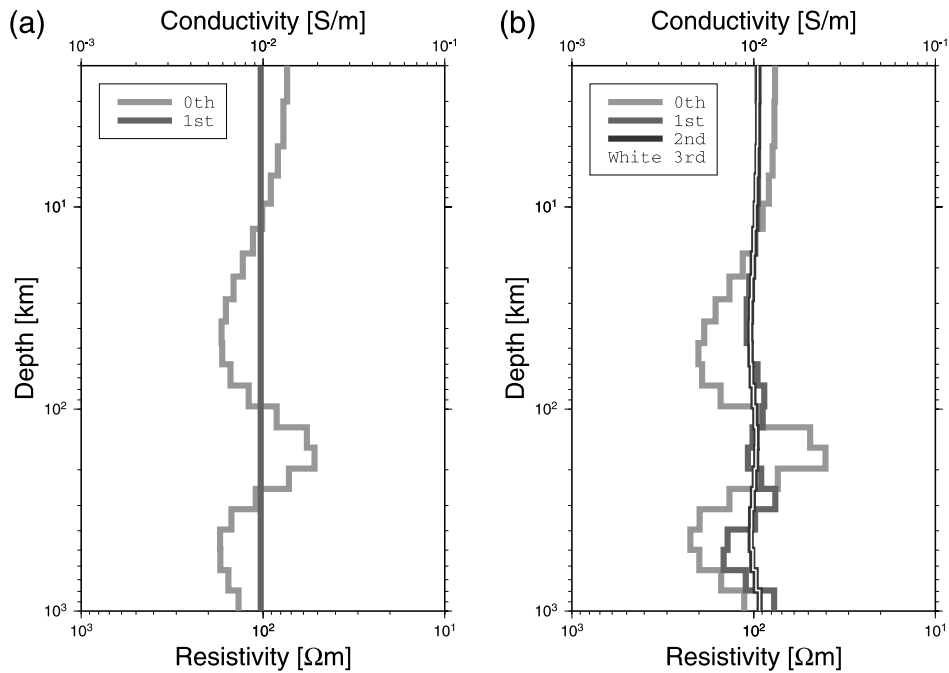 (a)
Conductivity [S/m]
10-3 10-2 10-1
0th
1st
Depth [km]
10¹
10²
10³
10³ 10² 10¹
Resistivity [Ωm]
(b)
Conductivity [S/m]
10-3 10-2 10-1
0th
1st
2nd
White 3rd
Depth [km]
10¹
10²
10³
10³ 10² 10¹
Resistivity [Ωm]